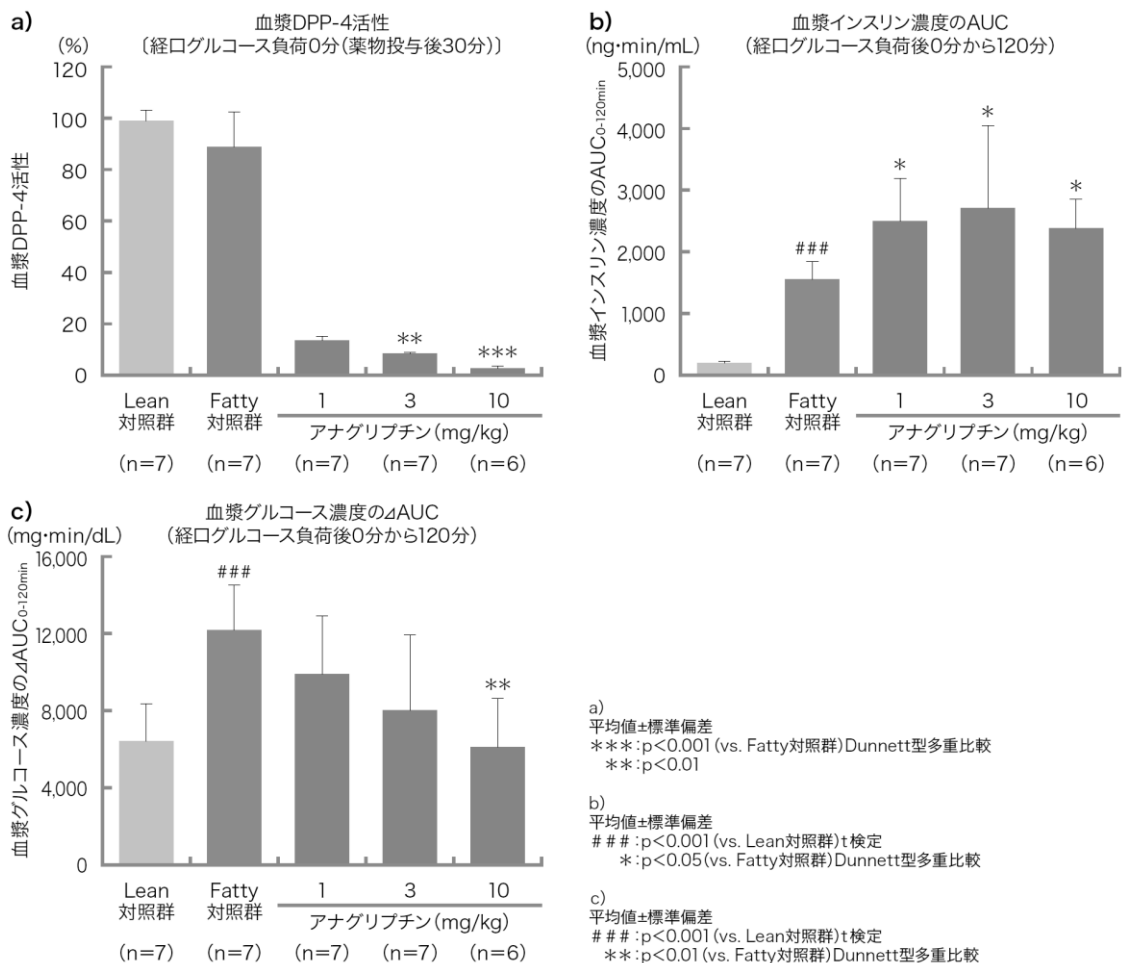 a)
血漿DPP-4活性
〔経口グルコース負荷0分(薬物投与後30分)〕
(%)
120
100
80
60
40
20
0
血漿DPP-4活性
**
***
Lean
対照群
Fatty
対照群
1
3
10
アナグリプチン(mg/kg)
(n=7)
(n=7)
(n=7)
(n=7)
(n=6)
b)
血漿インスリン濃度のAUC
(経口グルコース負荷後0分から120分)
(ng・min/mL)
5,000
4,000
3,000
2,000
1,000
0
血漿インスリン濃度のAUC0-120min
###
*
*
*
Lean
対照群
Fatty
対照群
1
3
10
アナグリプチン(mg/kg)
(n=7)
(n=7)
(n=7)
(n=7)
(n=6)
c)
血漿グルコース濃度の⊿AUC
(経口グルコース負荷後0分から120分)
(mg・min/dL)
16,000
12,000
8,000
4,000
0
血漿グルコース濃度の⊿AUC0-120min
###
**
Lean
対照群
Fatty
対照群
1
3
10
アナグリプチン(mg/kg)
(n=7)
(n=7)
(n=7)
(n=7)
(n=6)
a)
平均値±標準偏差
***:p<0.001(vs. Fatty対照群)Dunnett型多重比較
**:p<0.01
b)
平均値±標準偏差
###:p<0.001(vs. Lean対照群)t検定
*:p<0.05(vs. Fatty対照群)Dunnett型多重比較
c)
平均値±標準偏差
###:p<0.001(vs. Lean対照群)t検定
**:p<0.01(vs. Fatty対照群)Dunnett型多重比較